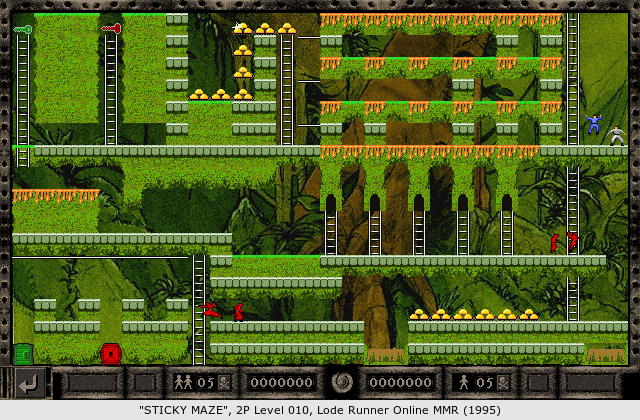 05 0000000 0000000 05
"STICKY MAZE", 2P Level 010, Lode Runner Online MMR (1995)